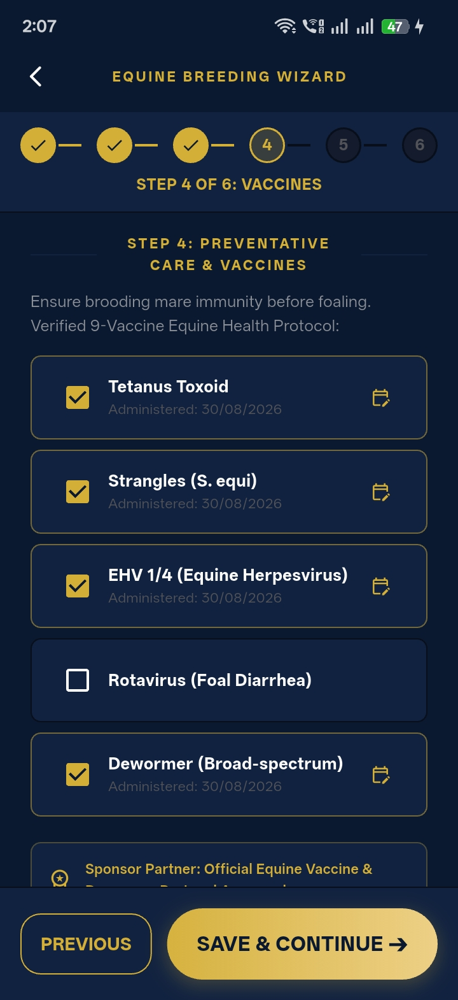 2:07
47
EQUINE BREEDING WIZARD
4
5
6
STEP 4 OF 6: VACCINES
STEP 4: PREVENTATIVE
CARE & VACCINES
Ensure brooding mare immunity before foaling.
Verified 9-Vaccine Equine Health Protocol:
Tetanus Toxoid
Administered: 30/08/2026
Strangles (S. equi)
Administered: 30/08/2026
EHV 1/4 (Equine Herpesvirus)
Administered: 30/08/2026
Rotavirus (Foal Diarrhea)
Dewormer (Broad-spectrum)
Administered: 30/08/2026
Sponsor Partner: Official Equine Vaccine &
PREVIOUS
SAVE & CONTINUE →